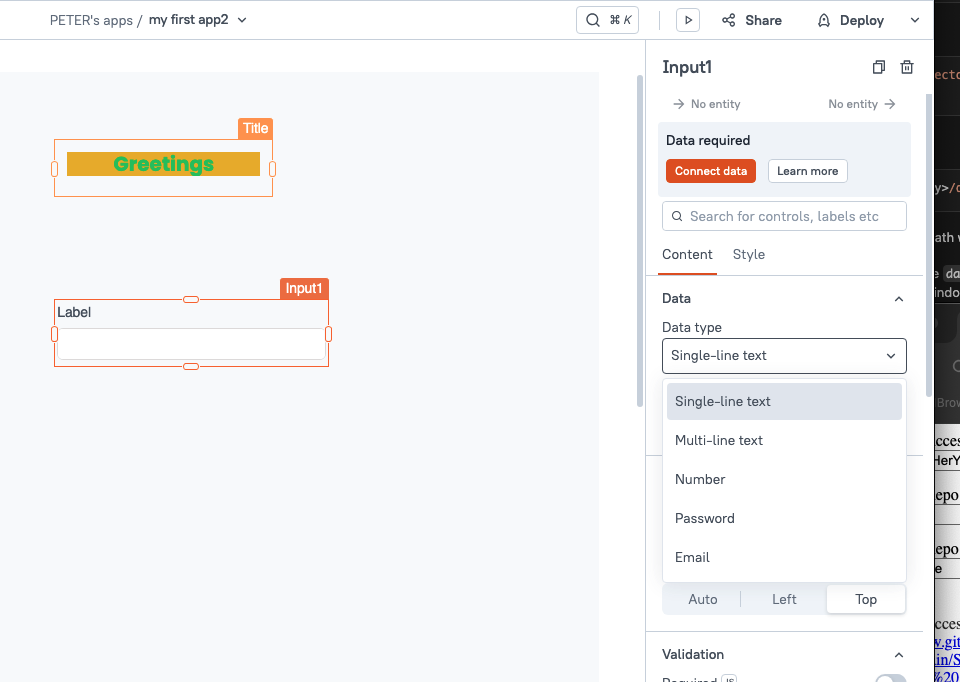 PETER's apps / my first app2
⌘ K
Share
Deploy
Title
Greetings
Input1
Label
Input1
No entity
No entity
Data required
Connect data
Learn more
Search for controls, labels etc
Content
Style
Data
Data type
Single-line text
Single-line text
Multi-line text
Number
Password
Email
Auto
Left
Top
Validation
Required JS
y>/d
ath
indo
Brow
cces
HerY
epo
epo
e
cces
v.git
in/S
%20